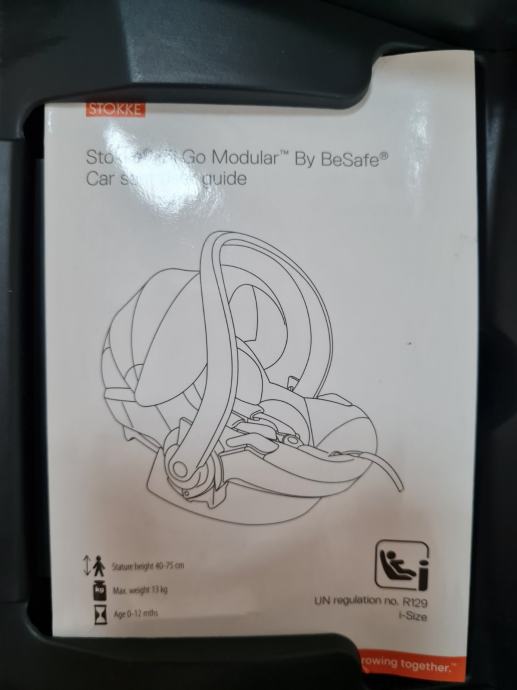 STOKKE
Go Modular™ By BeSafe®
Car guide
Stature height 40-75 cm
kg
Max. weight 13 kg
Age 0-12 mths
UN regulation no. R129
i-Size
rowing together.™